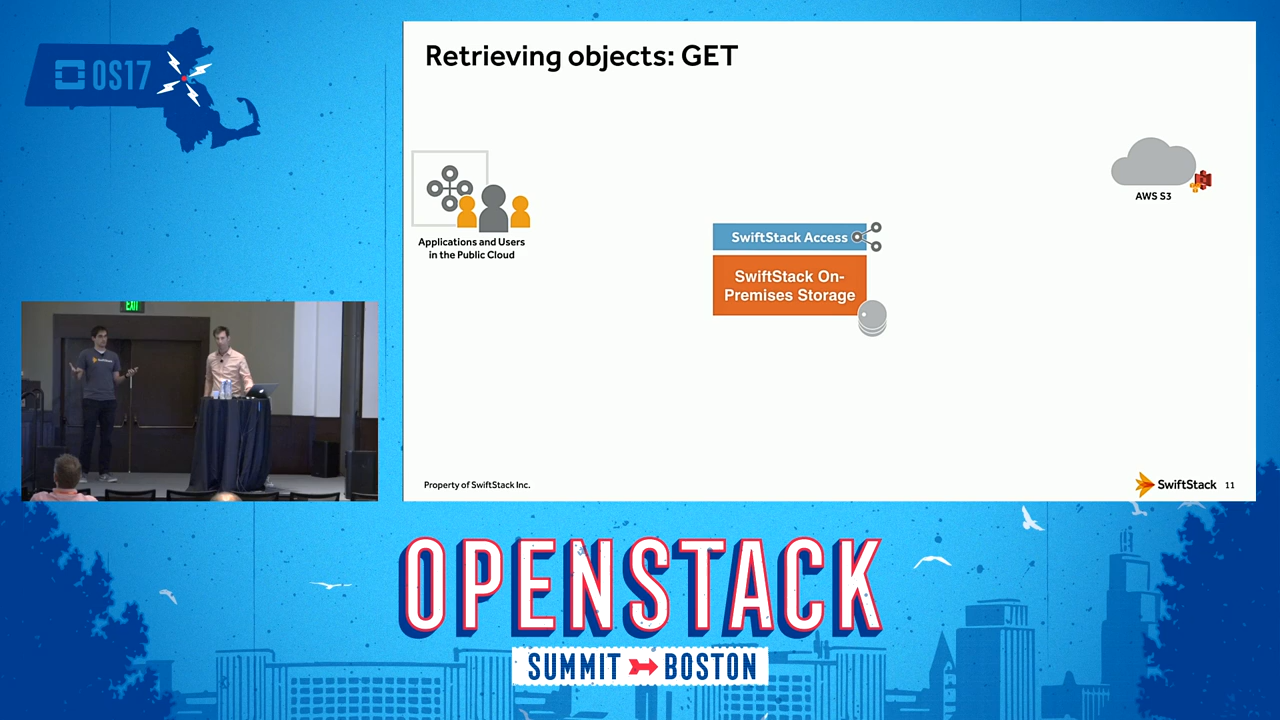 OS17
Retrieving objects: GET
AWS S3
SwiftStack Access
Applications and Users
in the Public Cloud
SwiftStack On-
Premises Storage
EXIT
SwiftStack
Property of SwiftStack Inc.
SwiftStack 11
OPENSTACK
SUMMIT BOSTON